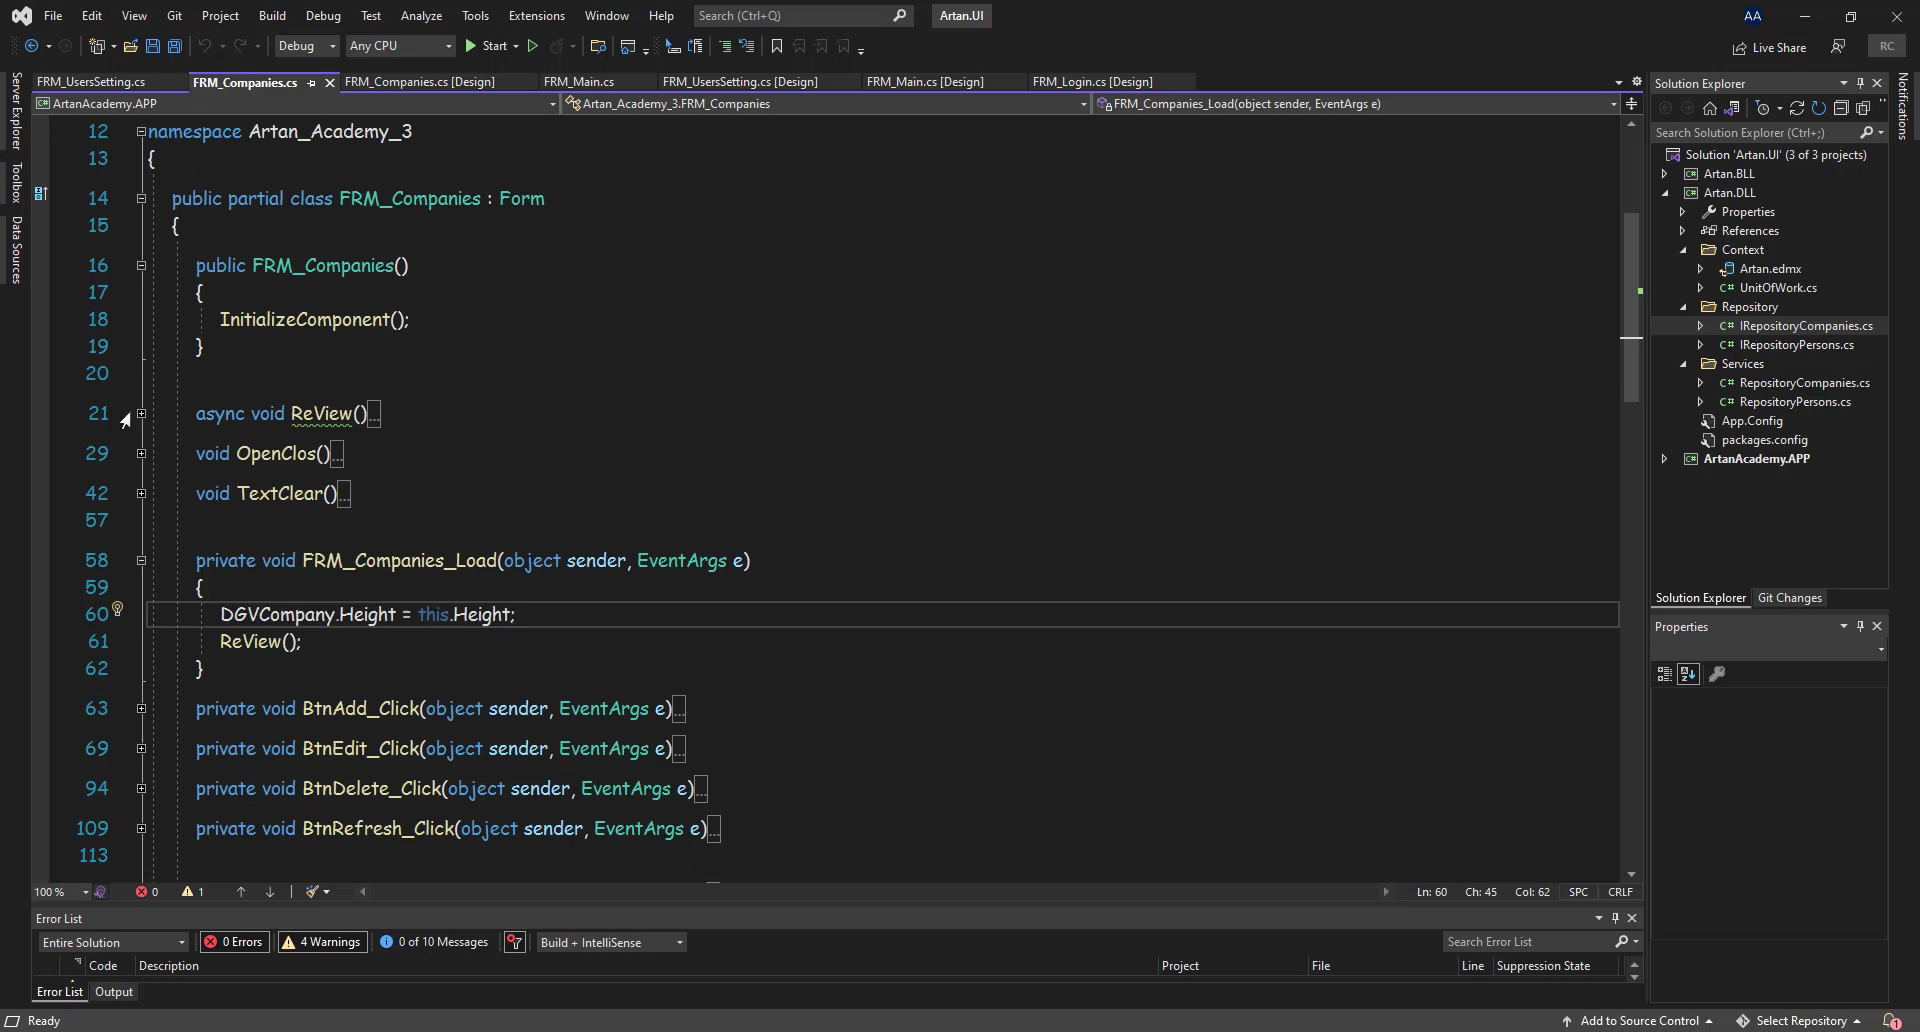 File Edit View Git Project Build Debug Test Analyze Tools Extensions Window Help Search (Ctrl+Q) Artan.UI AA
Debug Any CPU Start Live Share RC
FRM_UsersSetting.cs FRM_Companies.cs FRM_Companies.cs [Design] FRM_Main.cs FRM_UsersSetting.cs [Design] FRM_Main.cs [Design] FRM_Login.cs [Design]
ArtanAcademy.APP Artan_Academy_3.FRM_Companies FRM_Companies_Load(object sender, EventArgs e)
Server Explorer
Toolbox
Data Sources
12 namespace Artan_Academy_3
13 {
14 public partial class FRM_Companies : Form
15 {
16 public FRM_Companies()
17 {
18 InitializeComponent();
19 }
20
21 async void ReView()...
29 void OpenClos()...
42 void TextClear()...
57
58 private void FRM_Companies_Load(object sender, EventArgs e)
59 {
60 DGVCompany.Height = this.Height;
61 ReView();
62 }
63 private void BtnAdd_Click(object sender, EventArgs e)...
69 private void BtnEdit_Click(object sender, EventArgs e)...
94 private void BtnDelete_Click(object sender, EventArgs e)...
109 private void BtnRefresh_Click(object sender, EventArgs e)...
113
100 % 0 1 Ln: 60 Ch: 45 Col: 62 SPC CRLF
Error List
Entire Solution 0 Errors 4 Warnings 0 of 10 Messages Build + IntelliSense Search Error List
Code Description Project File Line Suppression State
Error List Output
Solution Explorer
Search Solution Explorer (Ctrl+;)
Solution 'Artan.UI' (3 of 3 projects)
Artan.BLL
Artan.DLL
Properties
References
Context
Artan.edmx
UnitOfWork.cs
Repository
IRepositoryCompanies.cs
IRepositoryPersons.cs
Services
RepositoryCompanies.cs
RepositoryPersons.cs
App.Config
packages.config
ArtanAcademy.APP
Solution Explorer Git Changes
Properties
Notifications
Ready Add to Source Control Select Repository 1